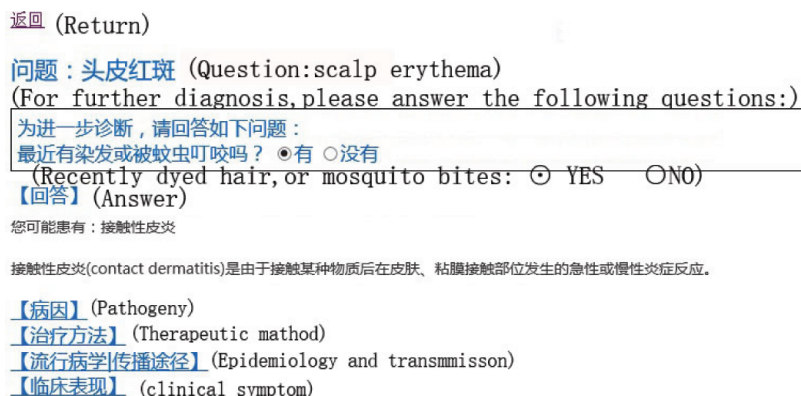 返回 (Return)
问题：头皮红斑 (Question:scalp erythema)
(For further diagnosis,please answer the following questions:)
为进一步诊断，请回答如下问题：
最近有染发或被蚊虫叮咬吗？ 有 没有
(Recently dyed hair,or mosquito bites: ⊙ YES ○NO)
【回答】 (Answer)
您可能患有：接触性皮炎
接触性皮炎(contact dermatitis)是由于接触某种物质后在皮肤、粘膜接触部位发生的急性或慢性炎症反应。
【病因】 (Pathogeny)
【治疗方法】 (Therapeutic mathod)
【流行病学|传播途径】 (Epidemiology and transmmisson)
【临床表现】 (clinical symptom)